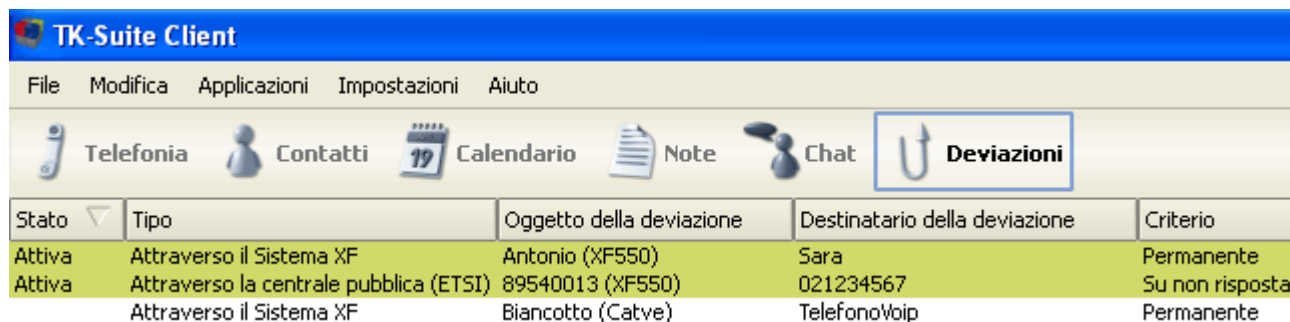 TK-Suite Client
File Modifica Applicazioni Impostazioni Aiuto
19 Telefonia Contatti Calendario Note Chat Deviazioni
Stato Tipo Oggetto della deviazione Destinatario della deviazione Criterio
Attiva Attraverso il Sistema XF Antonio (XF550) Sara Permanente
Attiva Attraverso la centrale pubblica (ETSI) 89540013 (XF550) 021234567 Su non risposta
Attraverso il Sistema XF Biancotto (Catve) TelefonoVoip Permanente